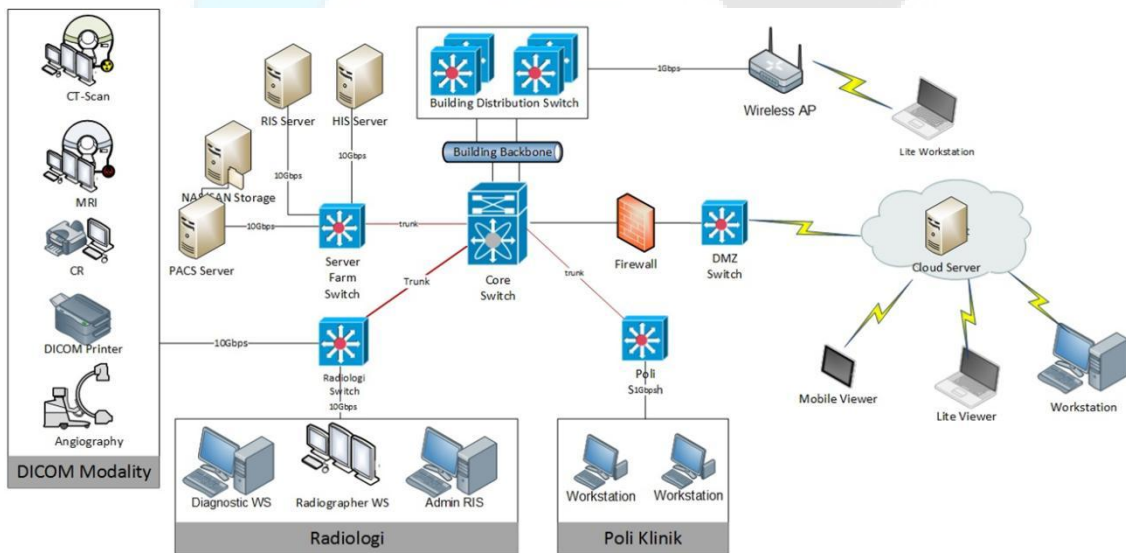 CT-Scan
MRI
CR
DICOM Printer
Angiography
DICOM Modality
RIS Server
HIS Server
10Gbps
10Gbps
NAS/SAN Storage
PACS Server
10Gbps
Server
Farm
Switch
trunk
Trunk
10Gbps
Radiologi
Switch
10Gbps
Diagnostic WS
Radiographer WS
Admin RIS
Radiologi
Building Distribution Switch
Building Backbone
Core
Switch
1Gbps
Wireless AP
Lite Workstation
Firewall
DMZ
Switch
Cloud Server
Mobile Viewer
Lite Viewer
Workstation
trunk
Poli
1Gbps
Workstation
Workstation
Poli Klinik